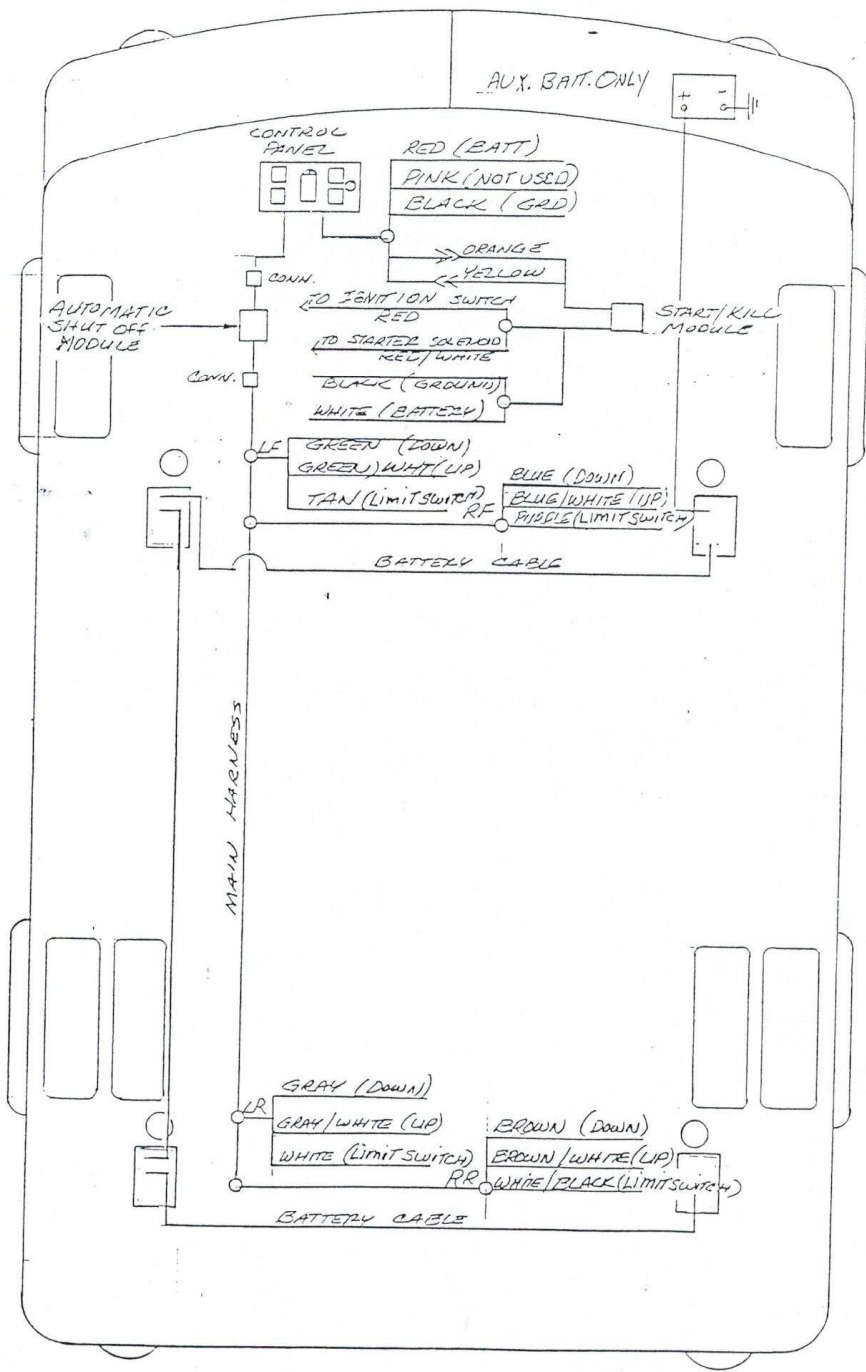 AUX. BATT. ONLY
+ -
CONTROL
PANEL
RED (BATT)
PINK (NOT USED)
BLACK (GRD)
ORANGE
YELLOW
CONN.
TO IGNITION SWITCH
RED
AUTOMATIC
SHUT OFF
MODULE
START/KILL
MODULE
TO STARTER SOLENOID
RED/WHITE
CONN.
BLACK (GROUND)
WHITE (BATTERY)
LF
GREEN (DOWN)
GREEN/WHT (UP)
TAN (LIMIT SWITCH)
RF
BLUE (DOWN)
BLUE/WHITE (UP)
(LIMIT SWITCH)
BATTERY CABLE
MAIN HARNESS
LR
GRAY (DOWN)
GRAY/WHITE (UP)
WHITE (LIMIT SWITCH)
RR
BROWN (DOWN)
BROWN/WHITE (UP)
WHITE/BLACK (LIMIT SWITCH)
BATTERY CABLE